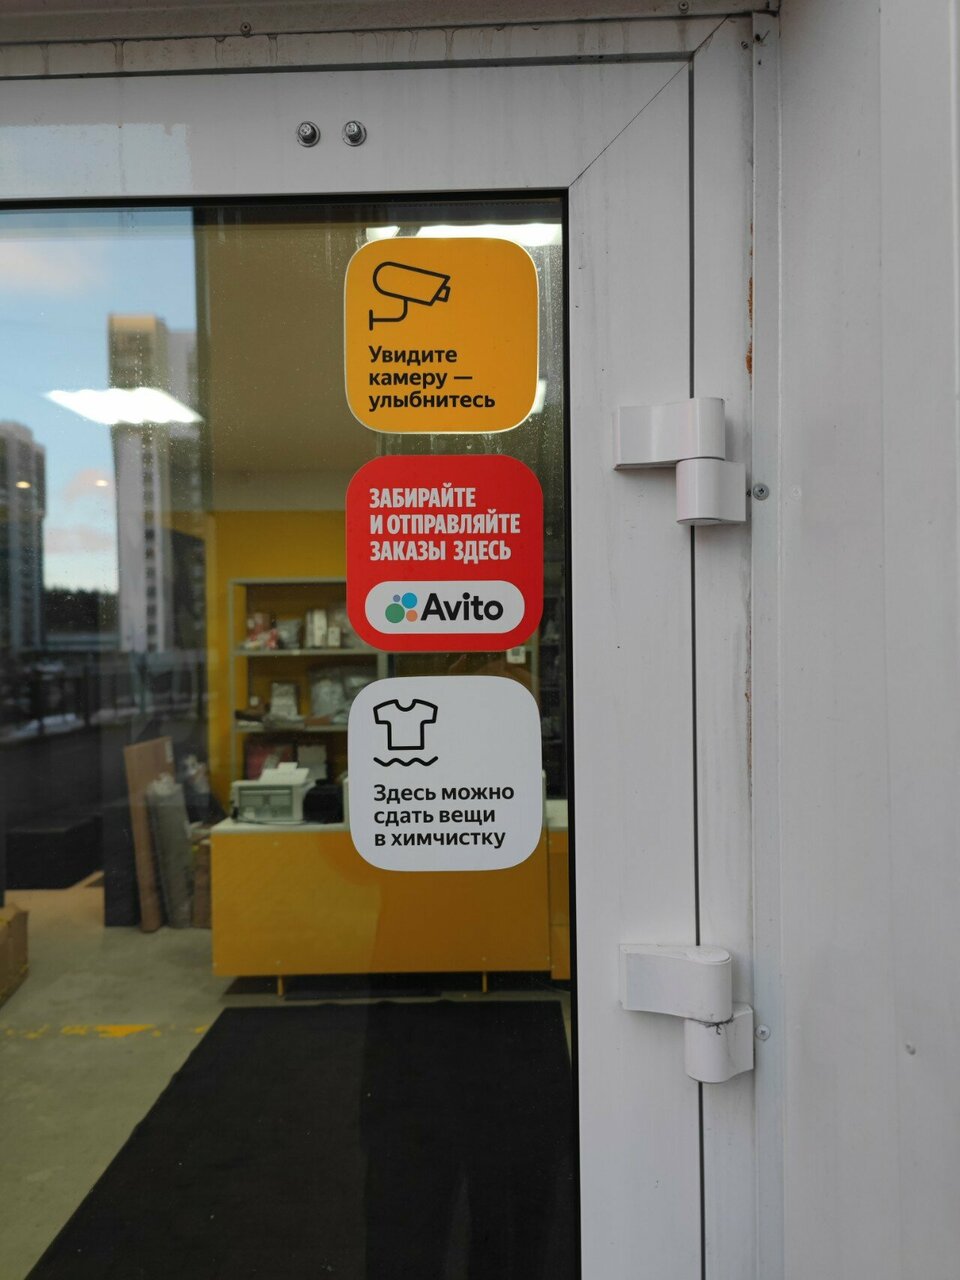 Увидите
камеру —
улыбнитесь
ЗАБИРАЙТЕ
И ОТПРАВЛЯЙТЕ
ЗАКАЗЫ ЗДЕСЬ
Avito
Здесь можно
сдать вещи
в химчистку